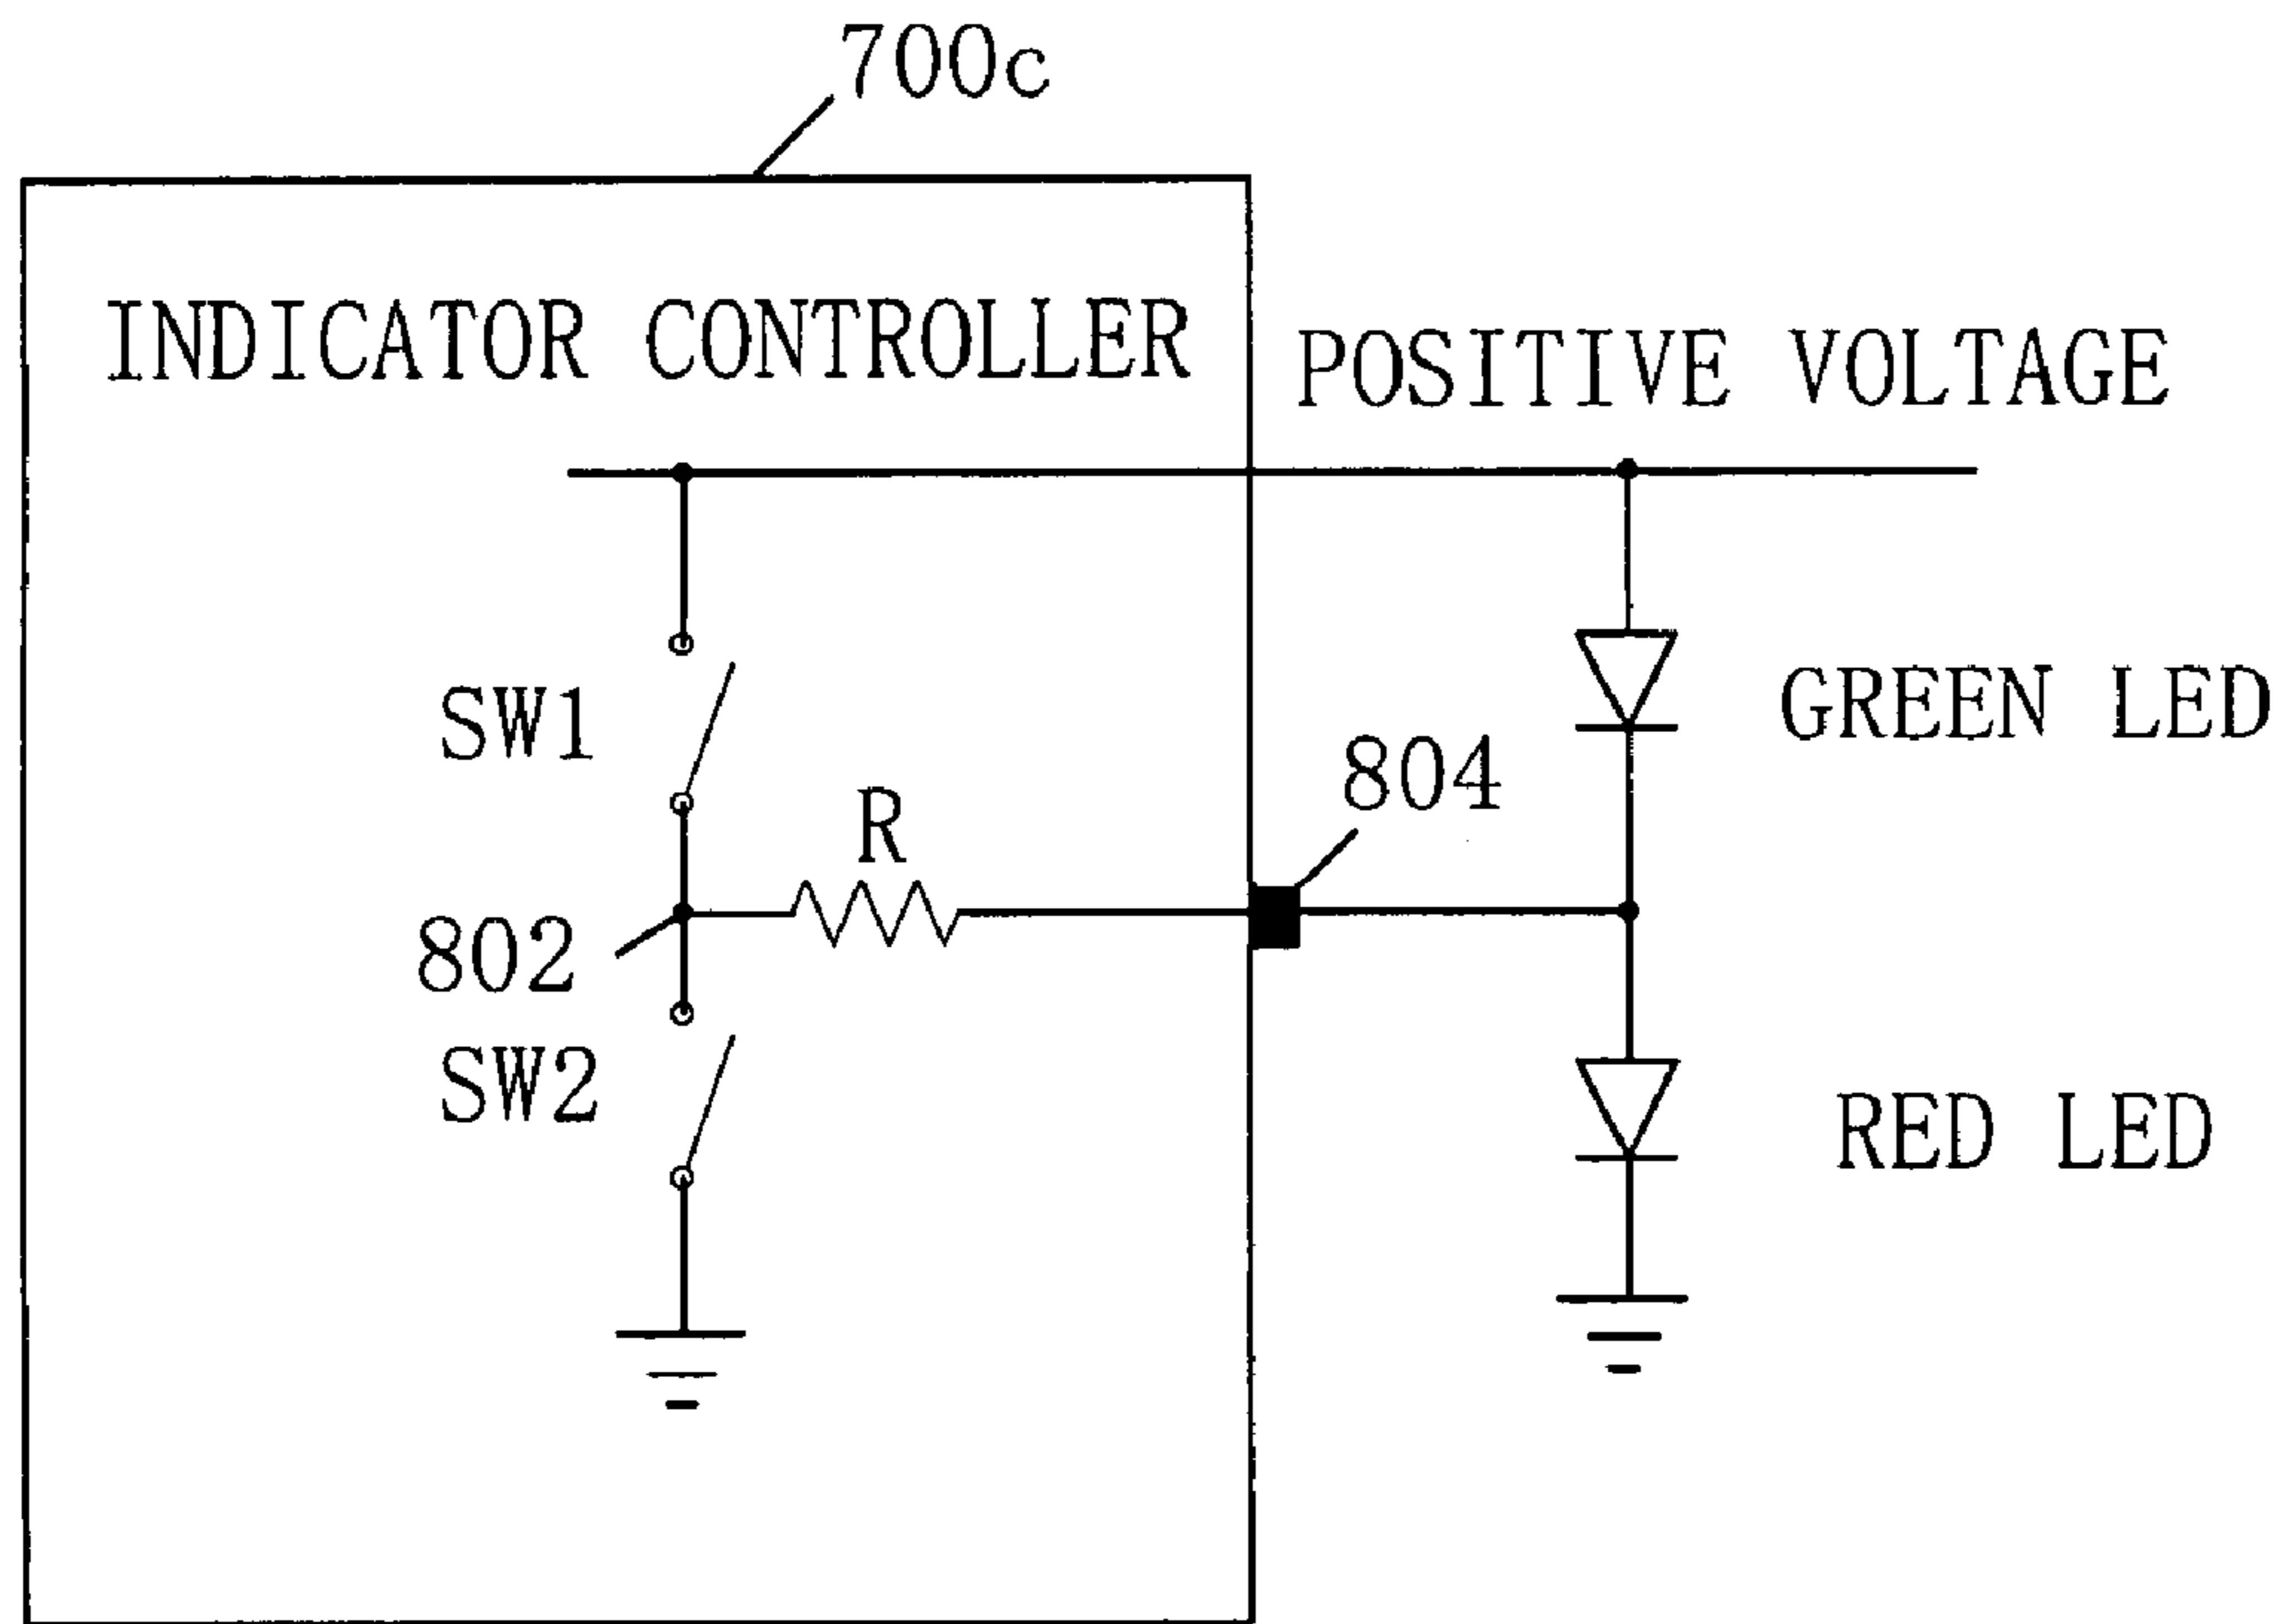 700c
INDICATOR CONTROLLER
POSITIVE VOLTAGE
SW1
GREEN LED
804
R
802
SW2
RED LED